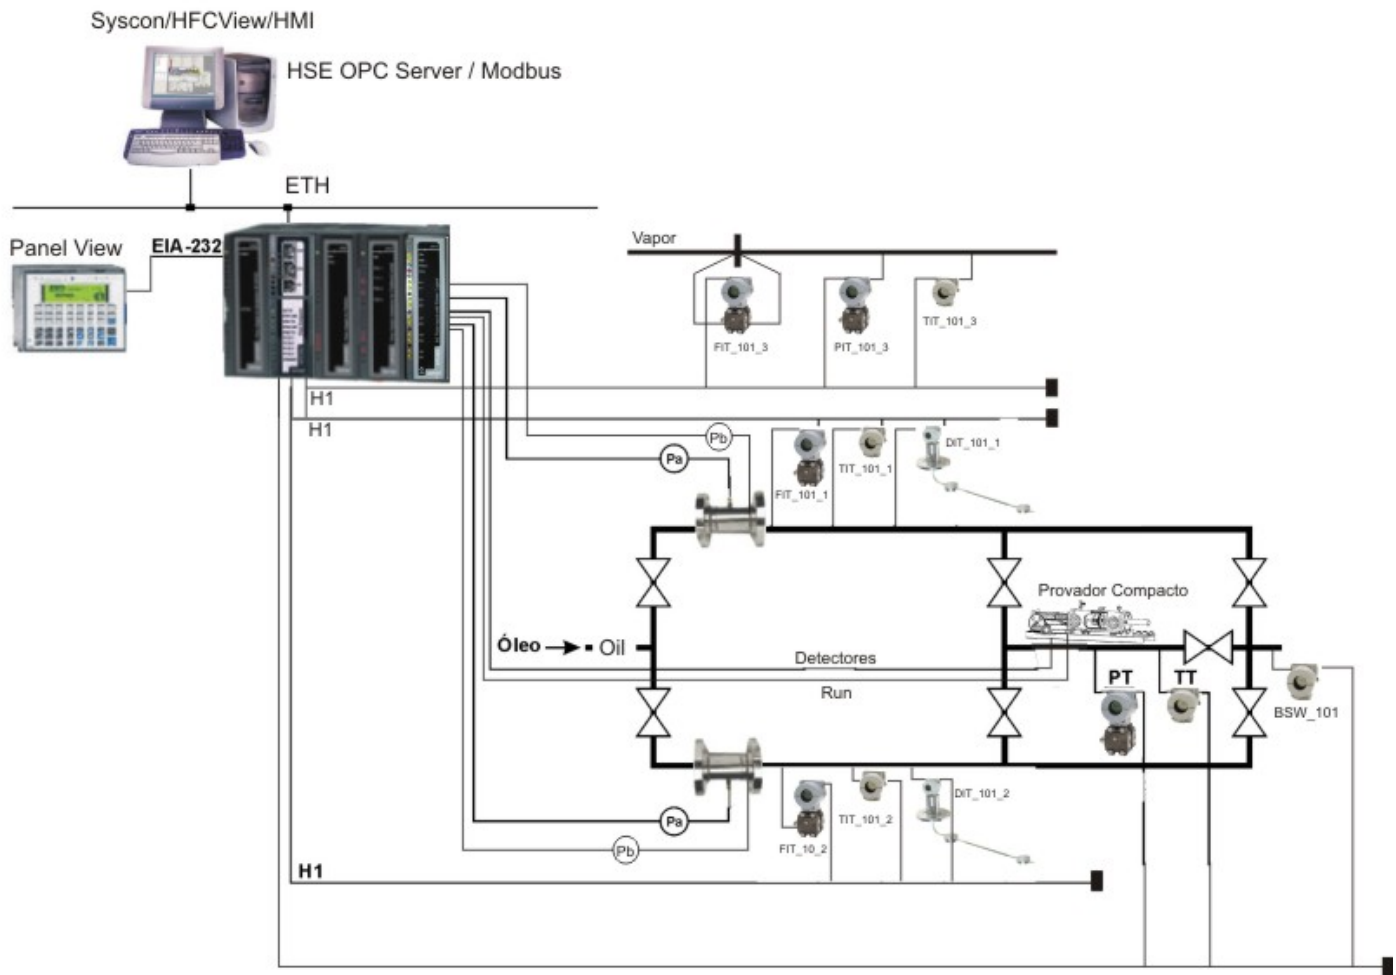 Syscon/HFCView/HMI
HSE OPC Server / Modbus
ETH
Panel View
EIA-232
Vapor
FIT_101_3
PIT_101_3
TIT_101_3
H1
H1
Pb
Pa
FIT_101_1
TIT_101_1
DIT_101_1
Provador Compacto
Óleo
Oil
Detectores
Run
PT
TT
BSW_101
Pa
Pb
FIT_10_2
TIT_101_2
DIT_101_2
H1